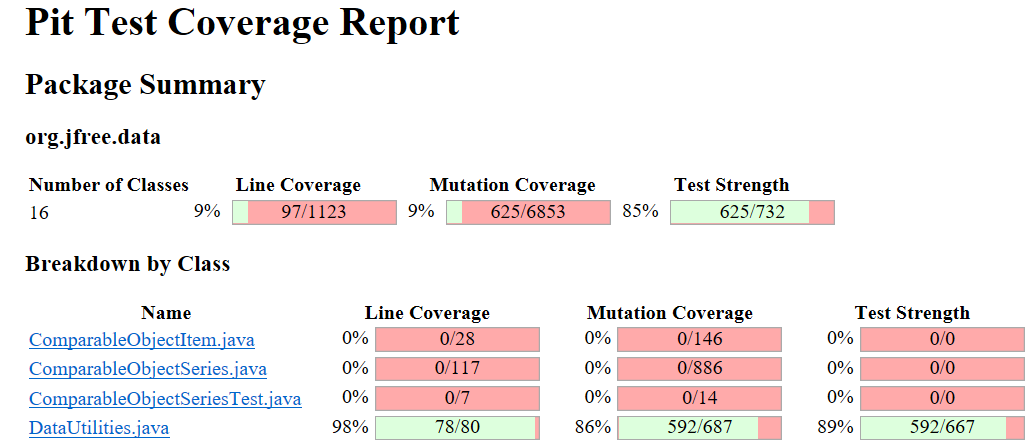 Pit Test Coverage Report
Package Summary
org.jfree.data
Number of Classes Line Coverage Mutation Coverage Test Strength
16 9% 97/1123 9% 625/6853 85% 625/732
Breakdown by Class
Name Line Coverage Mutation Coverage Test Strength
ComparableObjectItem.java 0% 0/28 0% 0/146 0% 0/0
ComparableObjectSeries.java 0% 0/117 0% 0/886 0% 0/0
ComparableObjectSeriesTest.java 0% 0/7 0% 0/14 0% 0/0
DataUtilities.java 98% 78/80 86% 592/687 89% 592/667